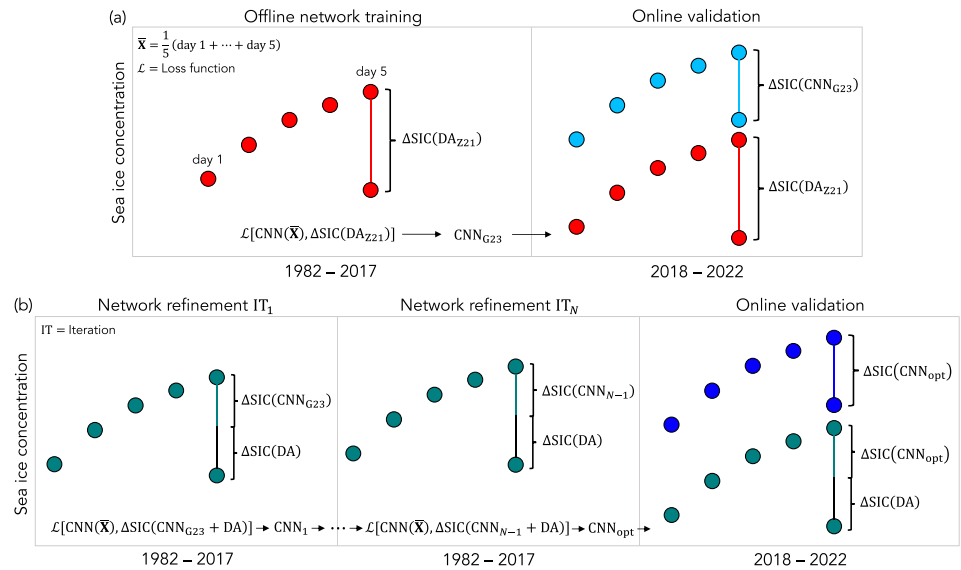 (a)
Offline network training
Online validation
X̄ = 1/5 (day 1 + ⋯ + day 5)
ℒ = Loss function
day 5
day 1
Sea ice concentration
ΔSIC(DA_Z21)
ΔSIC(CNN_G23)
ΔSIC(DA_Z21)
ℒ[CNN(X̄), ΔSIC(DA_Z21)] → CNN_G23 →
1982 – 2017
2018 – 2022
(b)
Network refinement IT_1
Network refinement IT_N
Online validation
IT = Iteration
Sea ice concentration
ΔSIC(CNN_G23)
ΔSIC(DA)
ΔSIC(CNN_N−1)
ΔSIC(DA)
ΔSIC(CNN_opt)
ΔSIC(CNN_opt)
ΔSIC(DA)
ℒ[CNN(X̄), ΔSIC(CNN_G23 + DA)] → CNN_1 → ⋯ → ℒ[CNN(X̄), ΔSIC(CNN_N−1 + DA)] → CNN_opt →
1982 – 2017
1982 – 2017
2018 – 2022